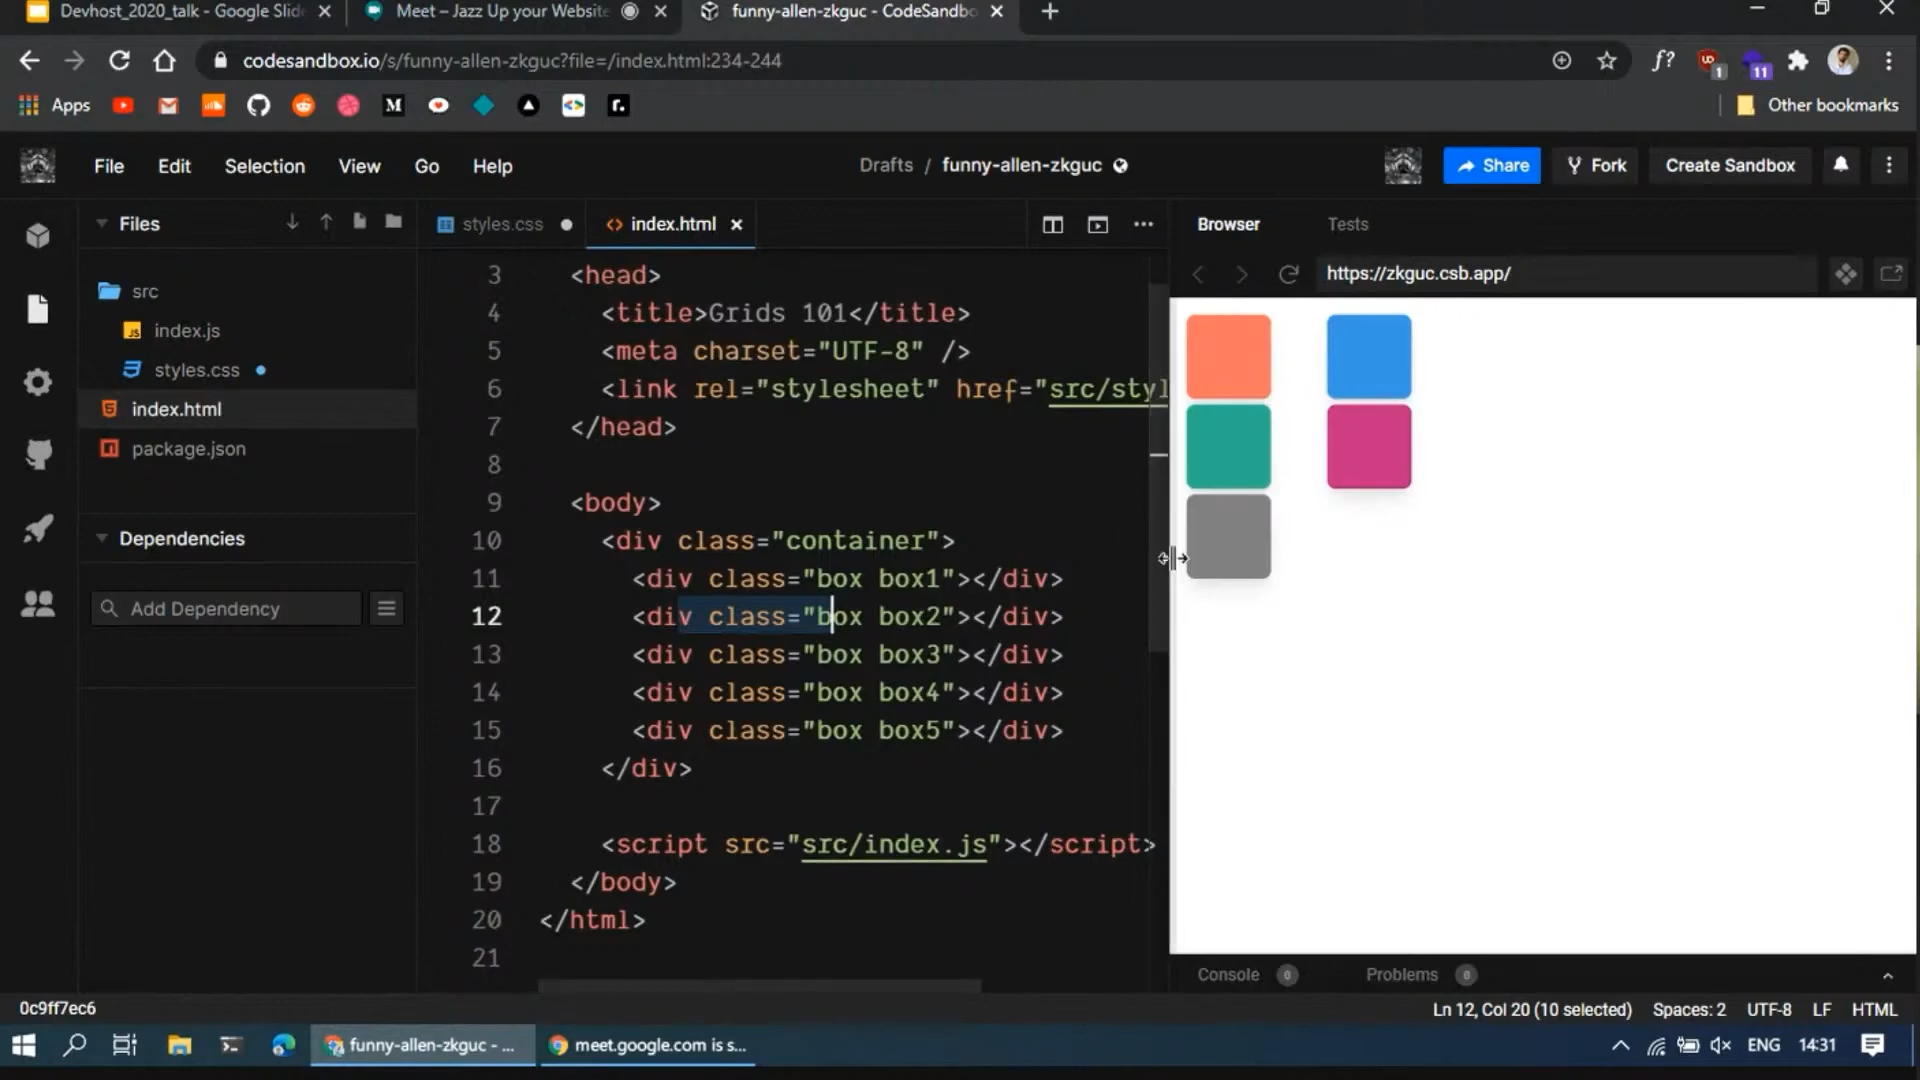 Devhost_2020_talk - Google Slide
Meet – Jazz Up your Website
funny-allen-zkguc - CodeSandbo
codesandbox.io/s/funny-allen-zkguc?file=/index.html:234-244
f?
1
11
Apps
M
r.
Other bookmarks
File
Edit
Selection
View
Go
Help
Drafts / funny-allen-zkguc
Share
Fork
Create Sandbox
Files
src
index.js
styles.css
index.html
package.json
Dependencies
Add Dependency
styles.css
index.html
3 <head>
4 <title>Grids 101</title>
5 <meta charset="UTF-8" />
6 <link rel="stylesheet" href="src/styl
7 </head>
8
9 <body>
10 <div class="container">
11 <div class="box box1"></div>
12 <div class="box box2"></div>
13 <div class="box box3"></div>
14 <div class="box box4"></div>
15 <div class="box box5"></div>
16 </div>
17
18 <script src="src/index.js"></script>
19 </body>
20 </html>
21
Browser
Tests
https://zkguc.csb.app/
Console 0
Problems 0
0c9ff7ec6
Ln 12, Col 20 (10 selected)
Spaces: 2
UTF-8
LF
HTML
funny-allen-zkguc - ...
meet.google.com is s...
ENG
14:31